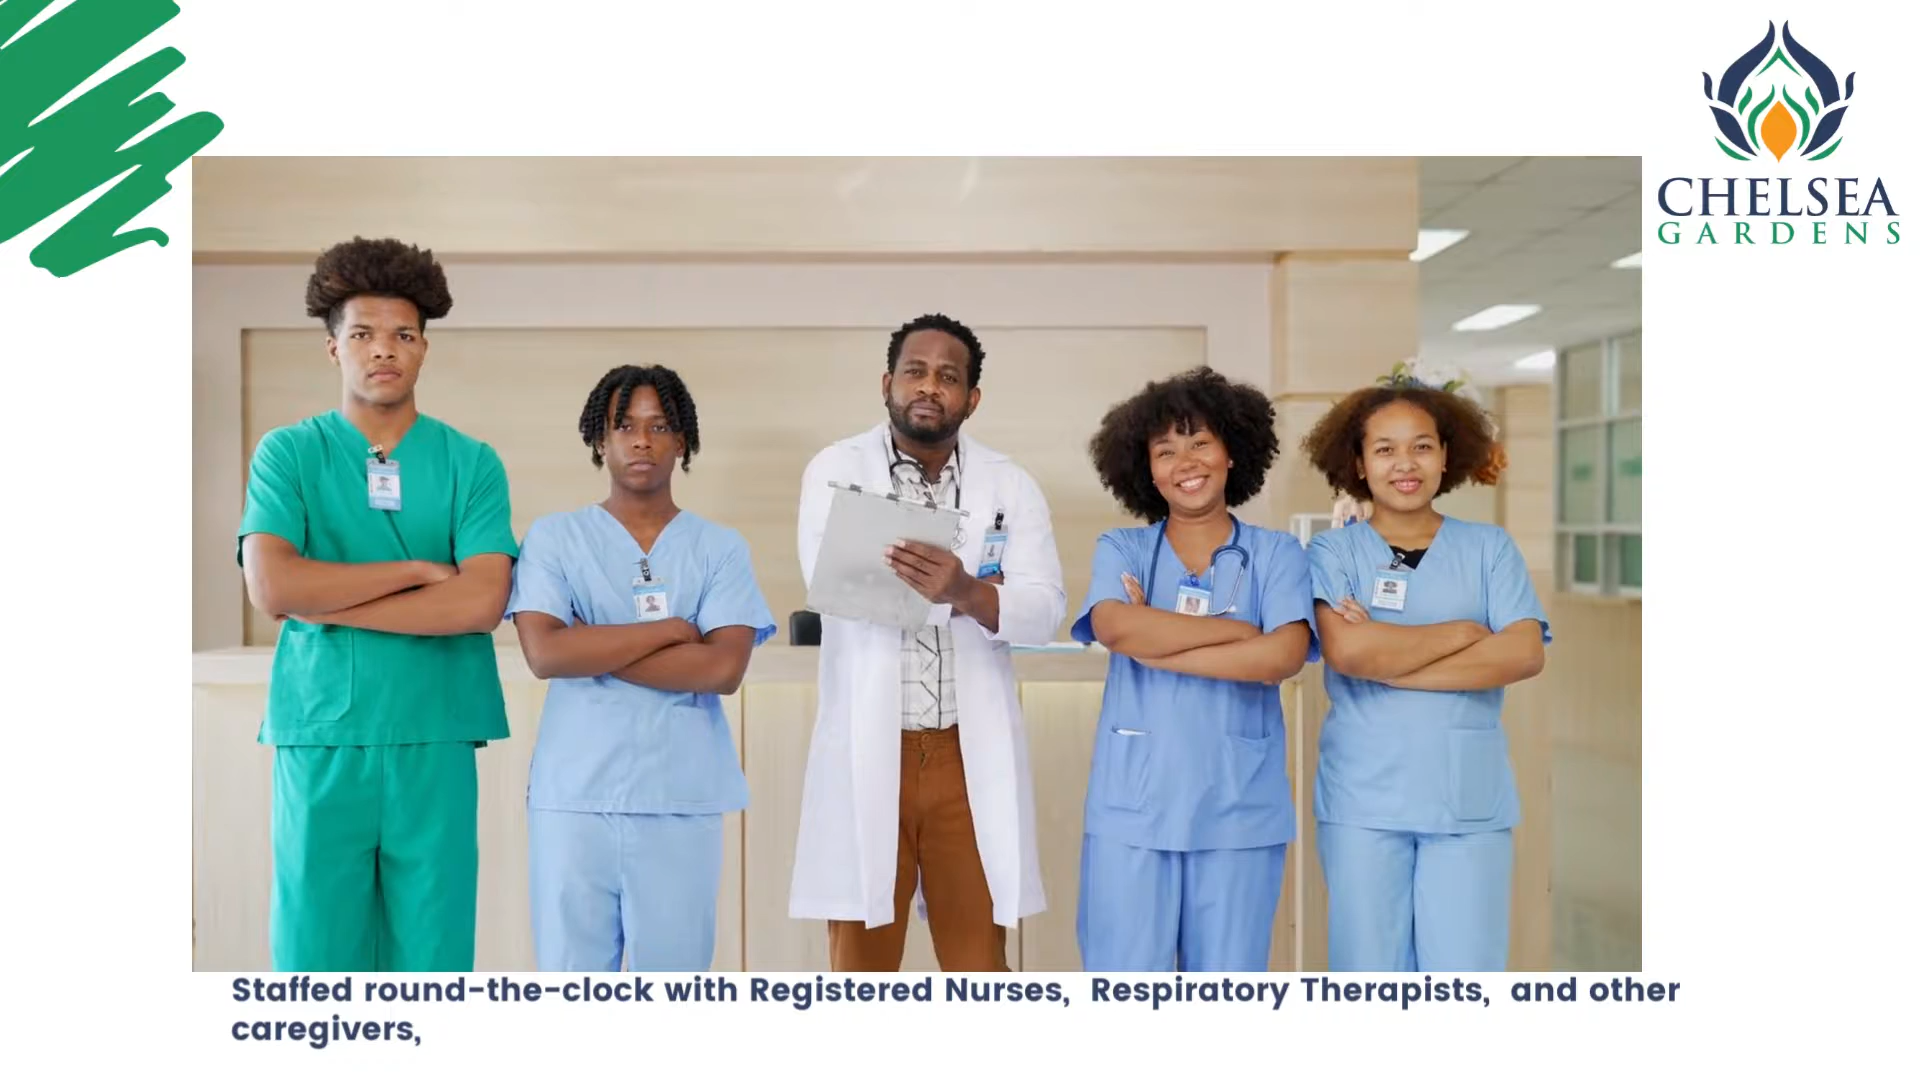 CHELSEA
GARDENS
Staffed round-the-clock with Registered Nurses, Respiratory Therapists, and other
caregivers,